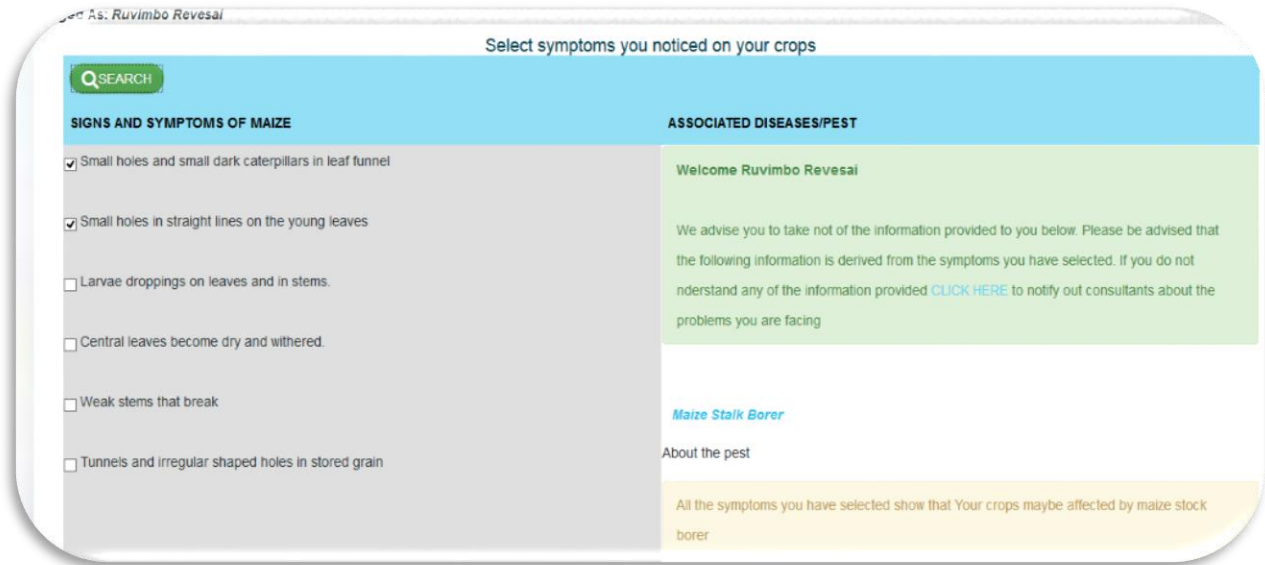 As: Ruvimbo Revesai
Select symptoms you noticed on your crops
SEARCH
SIGNS AND SYMPTOMS OF MAIZE
Small holes and small dark caterpillars in leaf funnel
Small holes in straight lines on the young leaves
Larvae droppings on leaves and in stems.
Central leaves become dry and withered.
Weak stems that break
Tunnels and irregular shaped holes in stored grain
ASSOCIATED DISEASES/PEST
Welcome Ruvimbo Revesai
We advise you to take not of the information provided to you below. Please be advised that
the following information is derived from the symptoms you have selected. If you do not
nderstand any of the information provided CLICK HERE to notify out consultants about the
problems you are facing
Maize Stalk Borer
About the pest
All the symptoms you have selected show that Your crops maybe affected by maize stock
borer